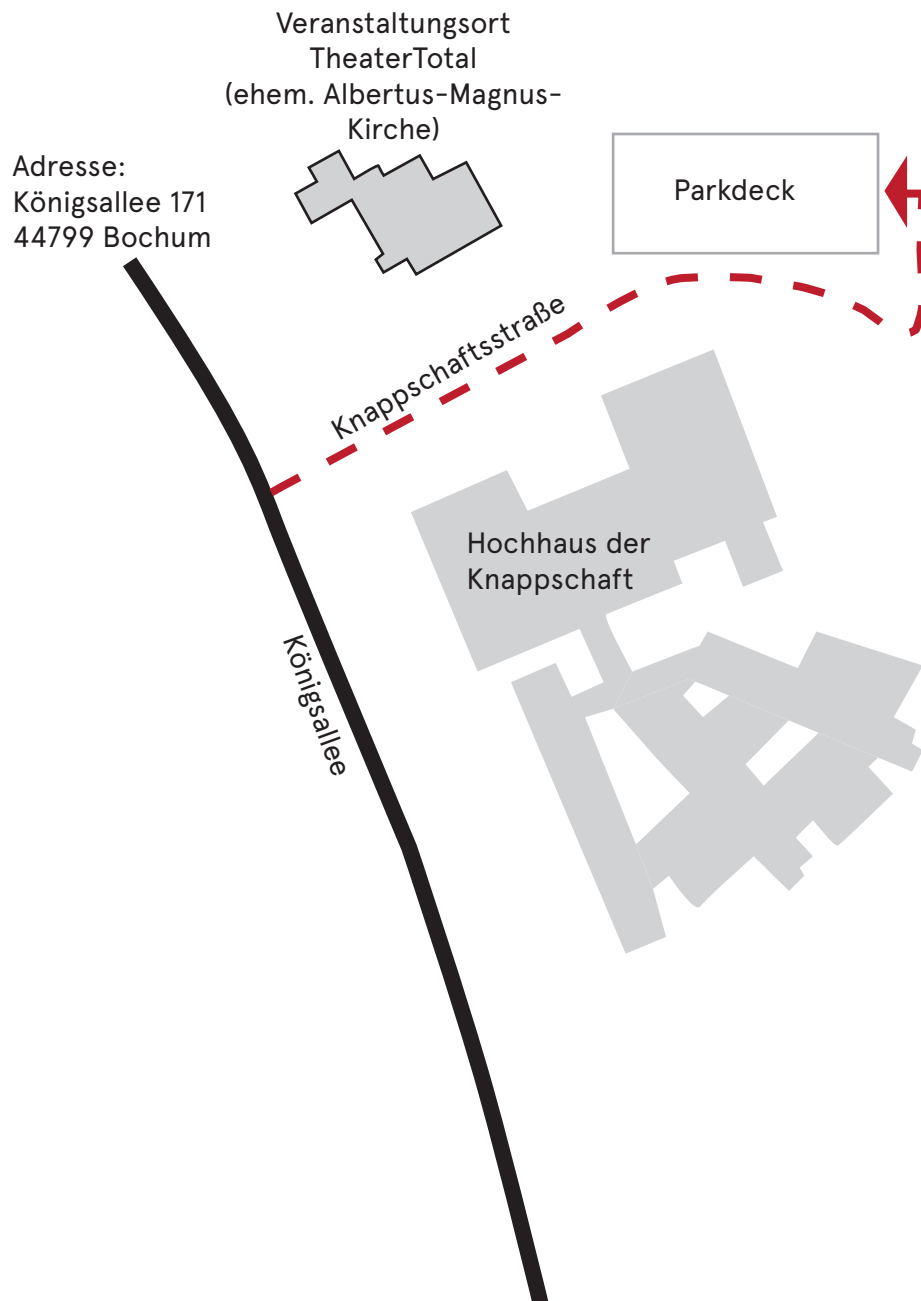 Veranstaltungsort
TheaterTotal
(ehem. Albertus-Magnus-
Kirche)
Adresse:
Königsallee 171
44799 Bochum
Parkdeck
Knappschaftsstraße
Hochhaus der
Knappschaft
Königsallee